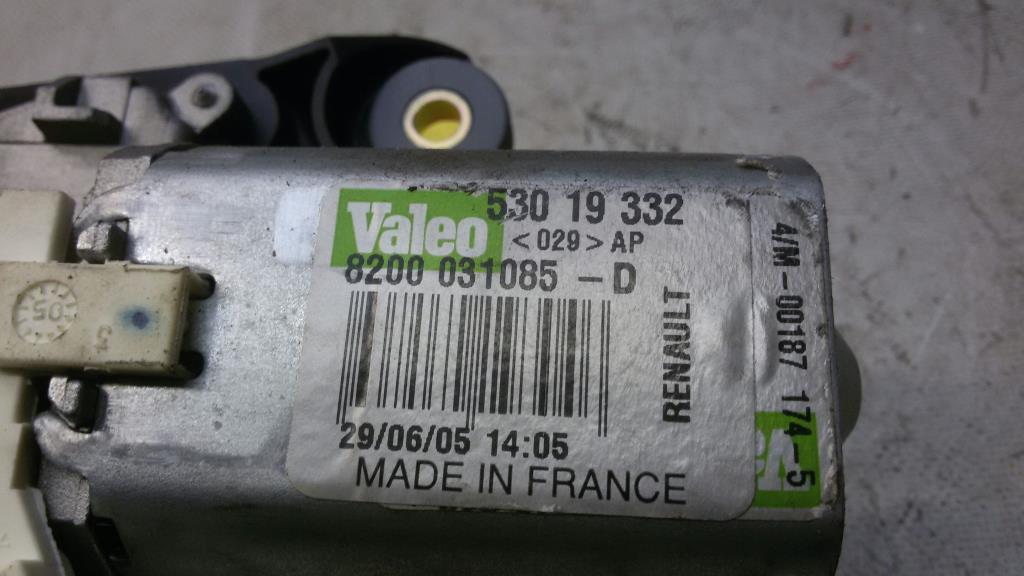 Valeo
530 19 332
<029> AP
8200 031085 - D
RENAULT
29/06/05 14:05
MADE IN FRANCE
4/M-00187 174-5
05